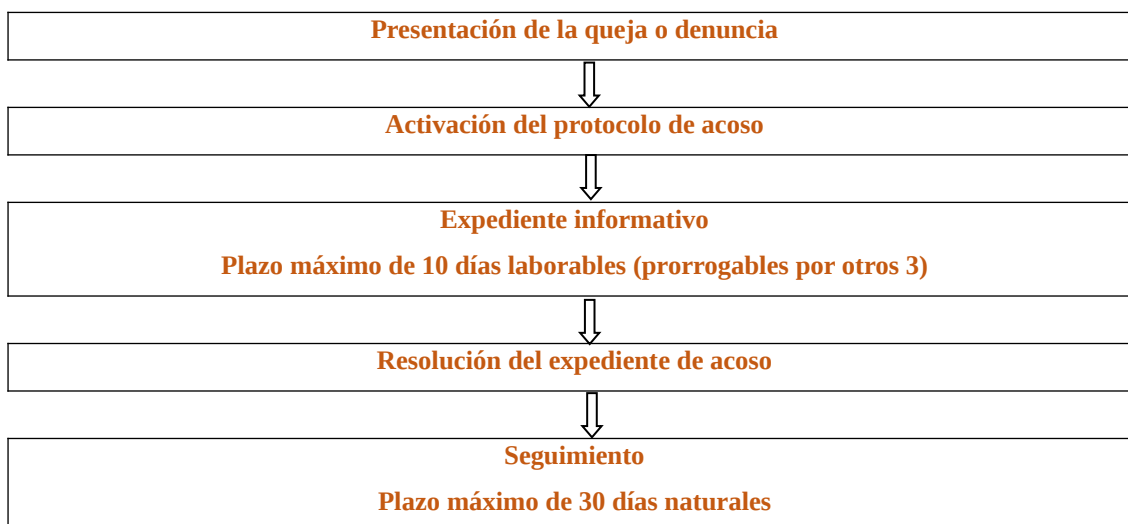 Presentación de la queja o denuncia
Activación del protocolo de acoso
Expediente informativo
Plazo máximo de 10 días laborables (prorrogables por otros 3)
Resolución del expediente de acoso
Seguimiento
Plazo máximo de 30 días naturales